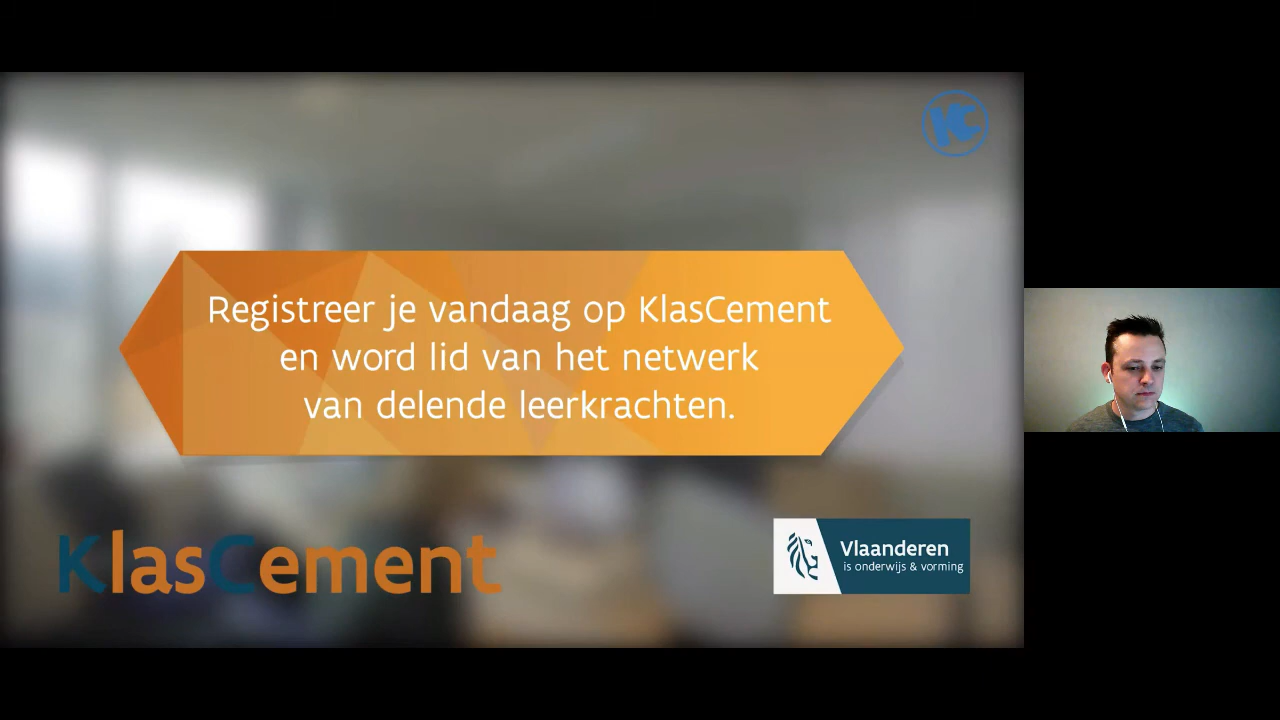 KC
Registreer je vandaag op KlasCement
en word lid van het netwerk
van delende leerkrachten.
KlasCement
Vlaanderen
is onderwijs & vorming